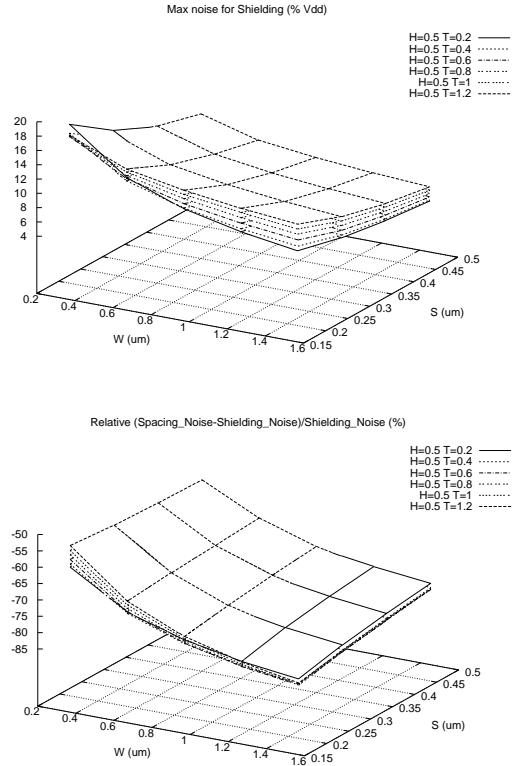 Max noise for Shielding (% Vdd)
H=0.5 T=0.2
H=0.5 T=0.4
H=0.5 T=0.6
H=0.5 T=0.8
H=0.5 T=1
H=0.5 T=1.2
20
18
16
14
12
10
8
6
4
0.2
0.4
0.6
0.8
1
1.2
1.4
1.6
W (um)
0.15
0.2
0.25
0.3
0.35
0.4
0.45
0.5
S (um)
Relative (Spacing_Noise-Shielding_Noise)/Shielding_Noise (%)
H=0.5 T=0.2
H=0.5 T=0.4
H=0.5 T=0.6
H=0.5 T=0.8
H=0.5 T=1
H=0.5 T=1.2
-50
-55
-60
-65
-70
-75
-80
-85
0.2
0.4
0.6
0.8
1
1.2
1.4
1.6
W (um)
0.15
0.2
0.25
0.3
0.35
0.4
0.45
0.5
S (um)